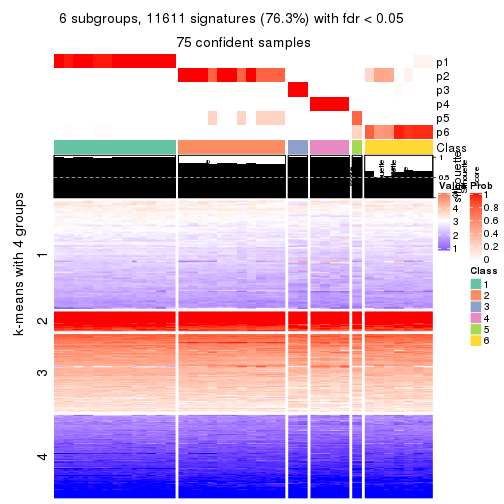 6 subgroups, 11611 signatures (76.3%) with fdr < 0.05
75 confident samples
p1
p2
p3
p4
p5
p6
Class
1
0.5
Silhouette
score
k-means with 4 groups
1
2
3
4
Value
4
3
2
1
Prob
1
0.8
0.6
0.4
0.2
0
Class
1
2
3
4
5
6